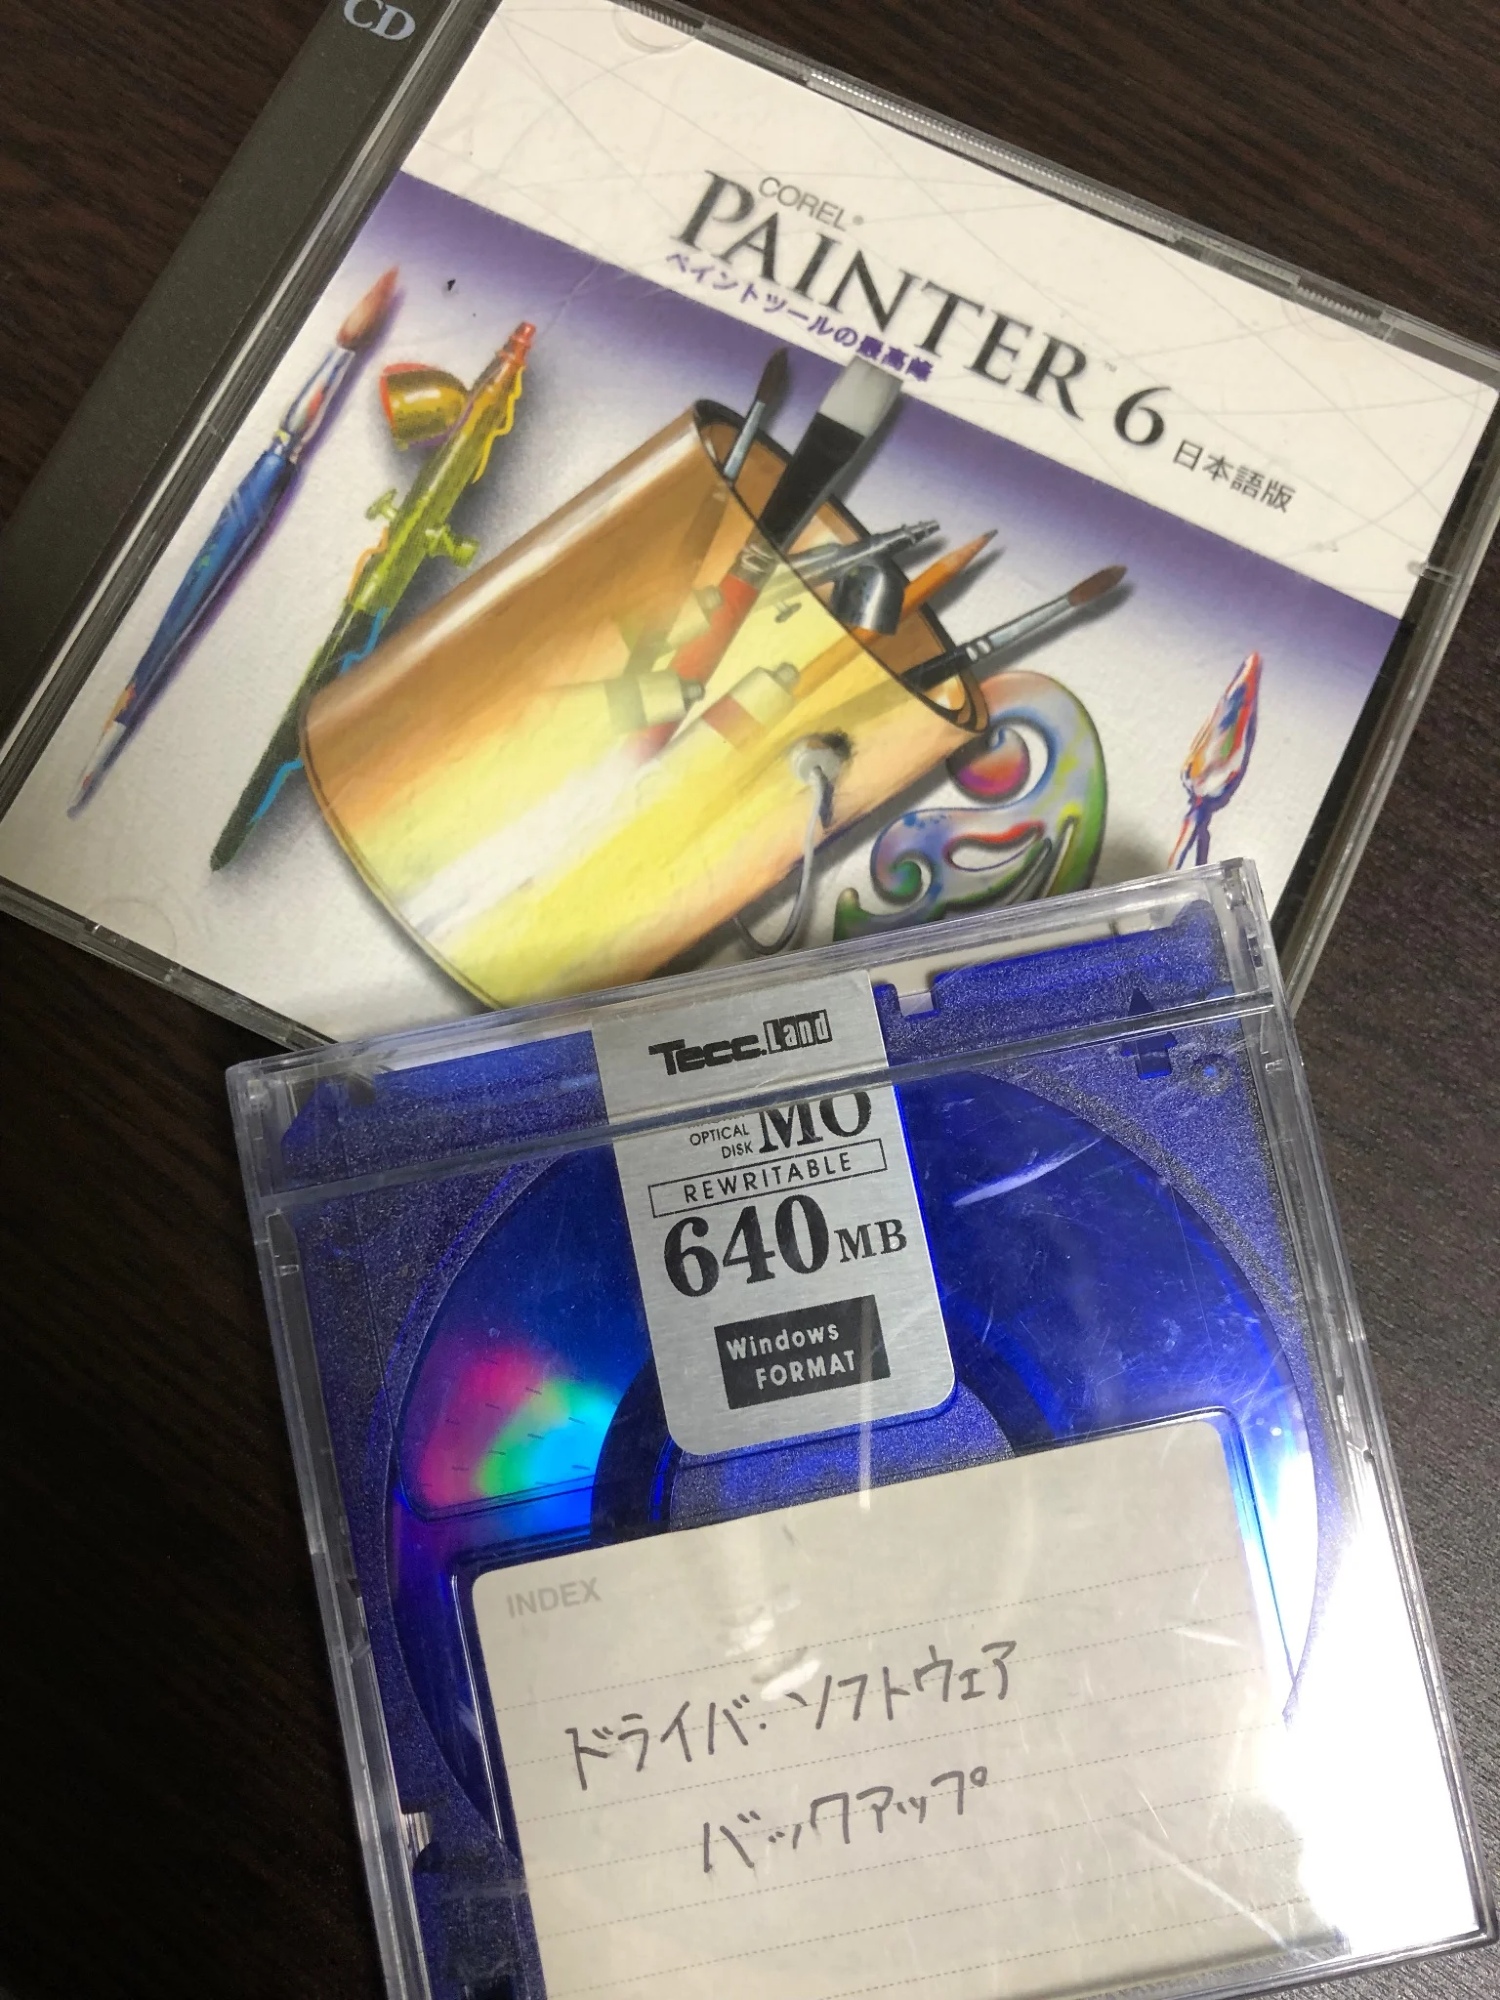 CD
COREL®
PAINTER™ 6 日本語版
ペイントツールの最高峰
Tecc.Land
OPTICAL
DISK MO
REWRITABLE
640MB
Windows
FORMAT
INDEX
ドライバ・ソフトウェア
バックアップ